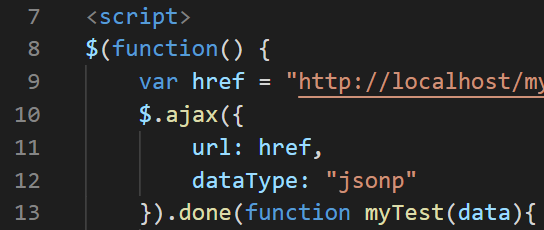 7 <script>
8 $(function() {
9 var href = "http://localhost/my
10 $.ajax({
11 url: href,
12 dataType: "jsonp"
13 }).done(function myTest(data){